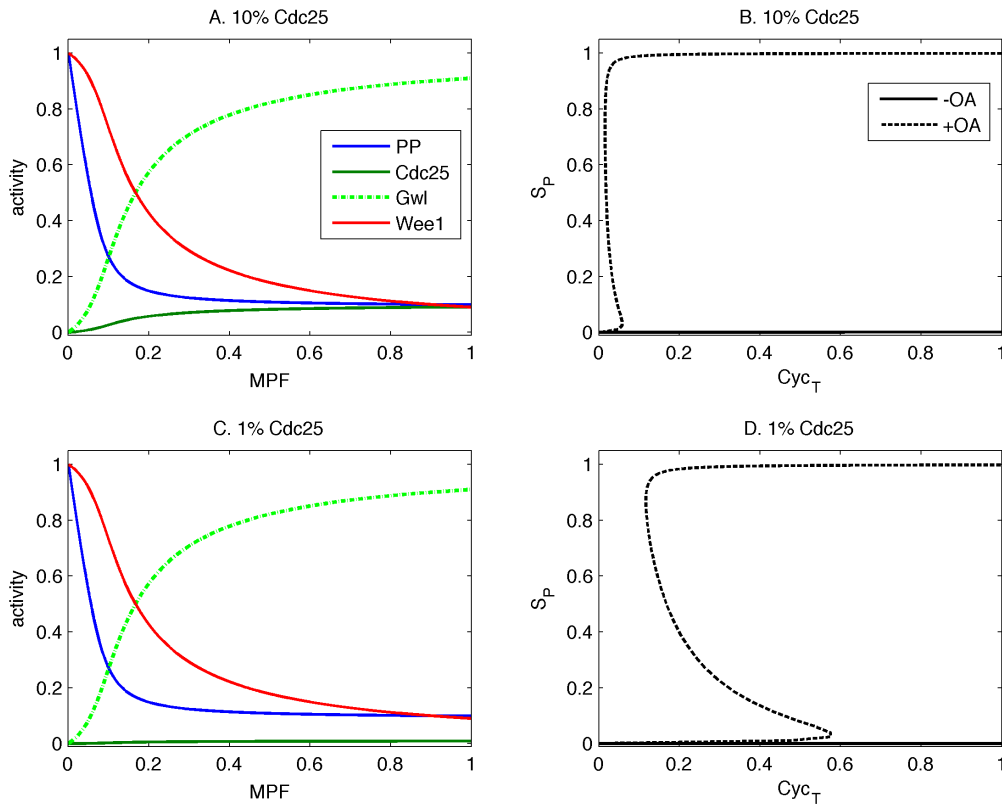 A. 10% Cdc25
activity
1
0.8
0.6
0.4
0.2
0
0 0.2 0.4 0.6 0.8 1
MPF
PP
Cdc25
Gwl
Wee1
B. 10% Cdc25
S_P
1
0.8
0.6
0.4
0.2
0
0 0.2 0.4 0.6 0.8 1
Cyc_T
-OA
+OA
C. 1% Cdc25
activity
1
0.8
0.6
0.4
0.2
0
0 0.2 0.4 0.6 0.8 1
MPF
D. 1% Cdc25
S_P
1
0.8
0.6
0.4
0.2
0
0 0.2 0.4 0.6 0.8 1
Cyc_T